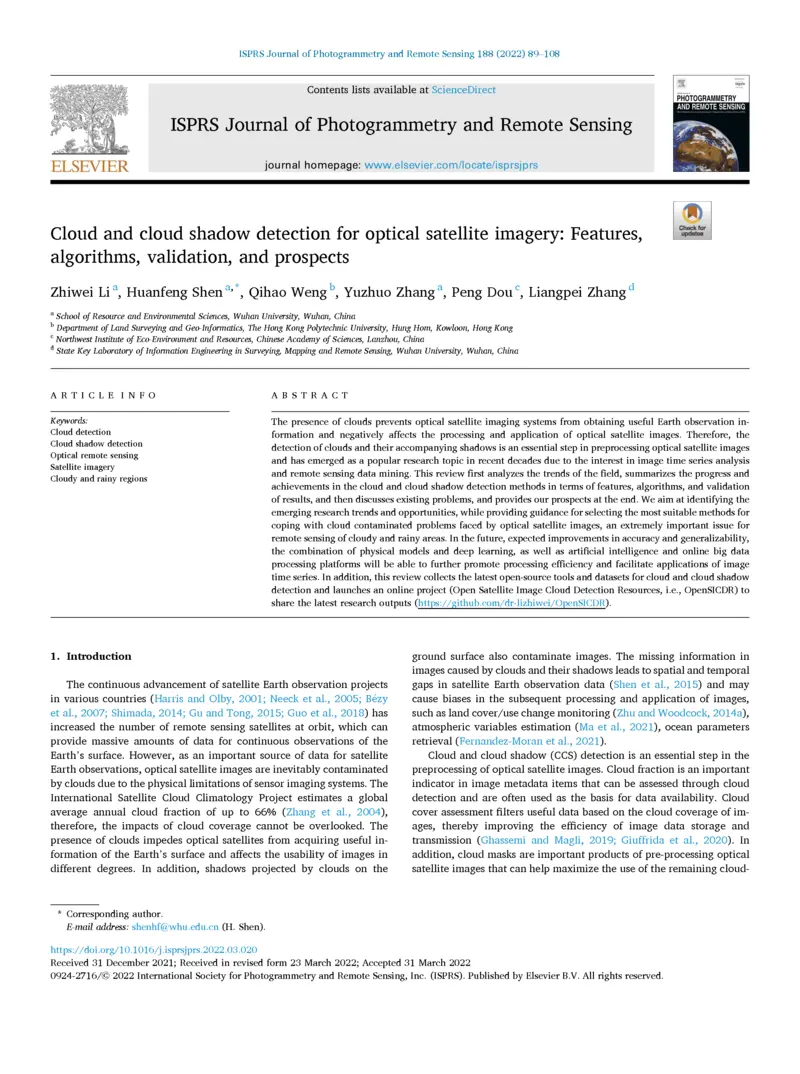 ISPRS Journal of Photogrammetry and Remote Sensing 188 (2022) 89–108
Contents lists available at ScienceDirect
ISPRS Journal of Photogrammetry and Remote Sensing
journal homepage: www.elsevier.com/locate/isprsjprs
ELSEVIER
PHOTOGRAMMETRY
AND REMOTE SENSING
Check for
updates
Cloud and cloud shadow detection for optical satellite imagery: Features,
algorithms, validation, and prospects
Zhiwei Li a, Huanfeng Shen a,*, Qihao Weng b, Yuzhuo Zhang a, Peng Dou c, Liangpei Zhang d
a School of Resource and Environmental Sciences, Wuhan University, Wuhan, China
b Department of Land Surveying and Geo-Informatics, The Hong Kong Polytechnic University, Hung Hom, Kowloon, Hong Kong
c Northwest Institute of Eco-Environment and Resources, Chinese Academy of Sciences, Lanzhou, China
d State Key Laboratory of Information Engineering in Surveying, Mapping and Remote Sensing, Wuhan University, Wuhan, China
ARTICLE INFO
Keywords:
Cloud detection
Cloud shadow detection
Optical remote sensing
Satellite imagery
Cloudy and rainy regions
ABSTRACT
The presence of clouds prevents optical satellite imaging systems from obtaining useful Earth observation in-
formation and negatively affects the processing and application of optical satellite images. Therefore, the
detection of clouds and their accompanying shadows is an essential step in preprocessing optical satellite images
and has emerged as a popular research topic in recent decades due to the interest in image time series analysis
and remote sensing data mining. This review first analyzes the trends of the field, summarizes the progress and
achievements in the cloud and cloud shadow detection methods in terms of features, algorithms, and validation
of results, and then discusses existing problems, and provides our prospects at the end. We aim at identifying the
emerging research trends and opportunities, while providing guidance for selecting the most suitable methods for
coping with cloud contaminated problems faced by optical satellite images, an extremely important issue for
remote sensing of cloudy and rainy areas. In the future, expected improvements in accuracy and generalizability,
the combination of physical models and deep learning, as well as artificial intelligence and online big data
processing platforms will be able to further promote processing efficiency and facilitate applications of image
time series. In addition, this review collects the latest open-source tools and datasets for cloud and cloud shadow
detection and launches an online project (Open Satellite Image Cloud Detection Resources, i.e., OpenSICDR) to
share the latest research outputs (https://github.com/dr-lizhiwei/OpenSICDR).
1. Introduction
The continuous advancement of satellite Earth observation projects
in various countries (Harris and Olby, 2001; Neeck et al., 2005; Bézy
et al., 2007; Shimada, 2014; Gu and Tong, 2015; Guo et al., 2018) has
increased the number of remote sensing satellites at orbit, which can
provide massive amounts of data for continuous observations of the
Earth's surface. However, as an important source of data for satellite
Earth observations, optical satellite images are inevitably contaminated
by clouds due to the physical limitations of sensor imaging systems. The
International Satellite Cloud Climatology Project estimates a global
average annual cloud fraction of up to 66% (Zhang et al., 2004),
therefore, the impacts of cloud coverage cannot be overlooked. The
presence of clouds impedes optical satellites from acquiring useful in-
formation of the Earth's surface and affects the usability of images in
different degrees. In addition, shadows projected by clouds on the
ground surface also contaminate images. The missing information in
images caused by clouds and their shadows leads to spatial and temporal
gaps in satellite Earth observation data (Shen et al., 2015) and may
cause biases in the subsequent processing and application of images,
such as land cover/use change monitoring (Zhu and Woodcock, 2014a),
atmospheric variables estimation (Ma et al., 2021), ocean parameters
retrieval (Fernandez-Moran et al., 2021).
Cloud and cloud shadow (CCS) detection is an essential step in the
preprocessing of optical satellite images. Cloud fraction is an important
indicator in image metadata items that can be assessed through cloud
detection and are often used as the basis for data availability. Cloud
cover assessment filters useful data based on the cloud coverage of im-
ages, thereby improving the efficiency of image data storage and
transmission (Ghassemi and Magli, 2019; Giuffrida et al., 2020). In
addition, cloud masks are important products of pre-processing optical
satellite images that can help maximize the use of the remaining cloud-
* Corresponding author.
E-mail address: shenhf@whu.edu.cn (H. Shen).
https://doi.org/10.1016/j.isprsjprs.2022.03.020
Received 31 December 2021; Received in revised form 23 March 2022; Accepted 31 March 2022
0924-2716/© 2022 International Society for Photogrammetry and Remote Sensing, Inc. (ISPRS). Published by Elsevier B.V. All rights reserved.